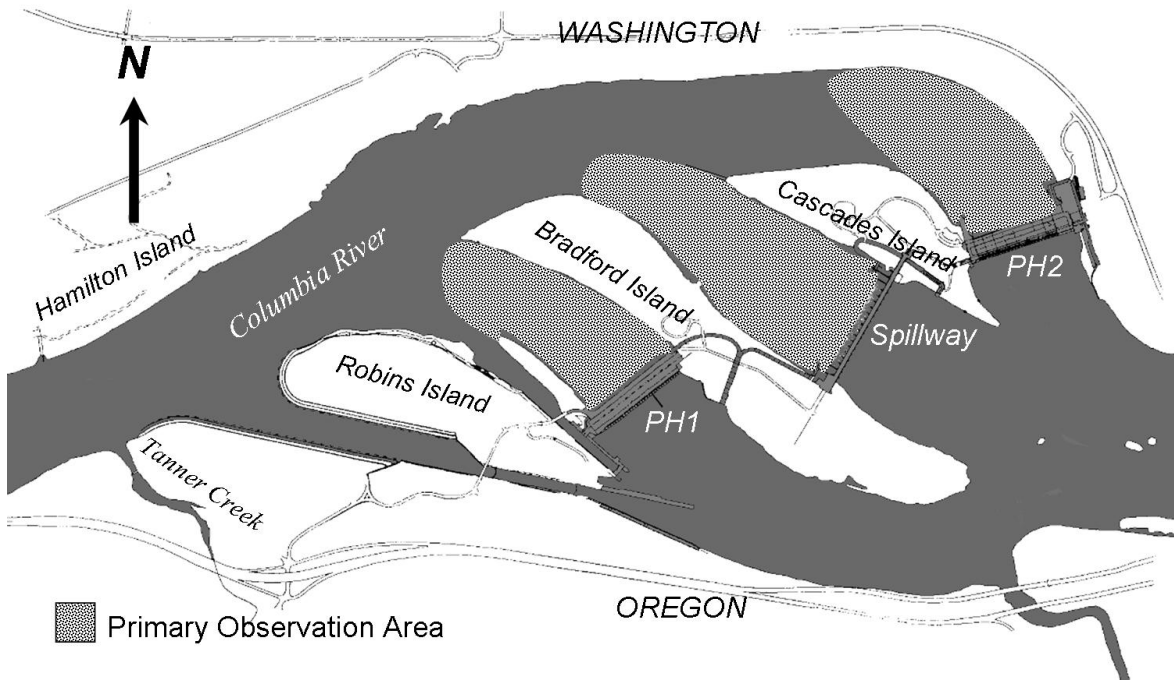 WASHINGTON
N
Hamilton Island
Columbia River
Cascades Island
Bradford Island
PH2
Spillway
Robins Island
PH1
Tanner Creek
OREGON
Primary Observation Area